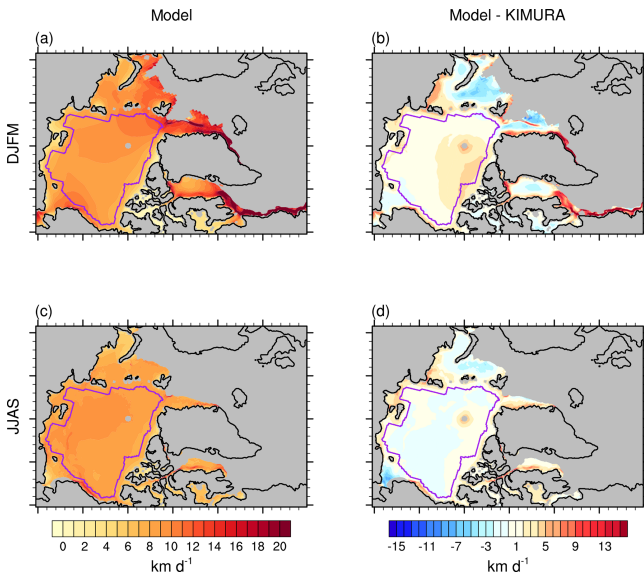 Model
Model - KIMURA
(a)
(b)
DJFM
(c)
(d)
JJAS
0 2 4 6 8 10 12 14 16 18 20
-15 -11 -7 -3 1 5 9 13
km d⁻¹
km d⁻¹